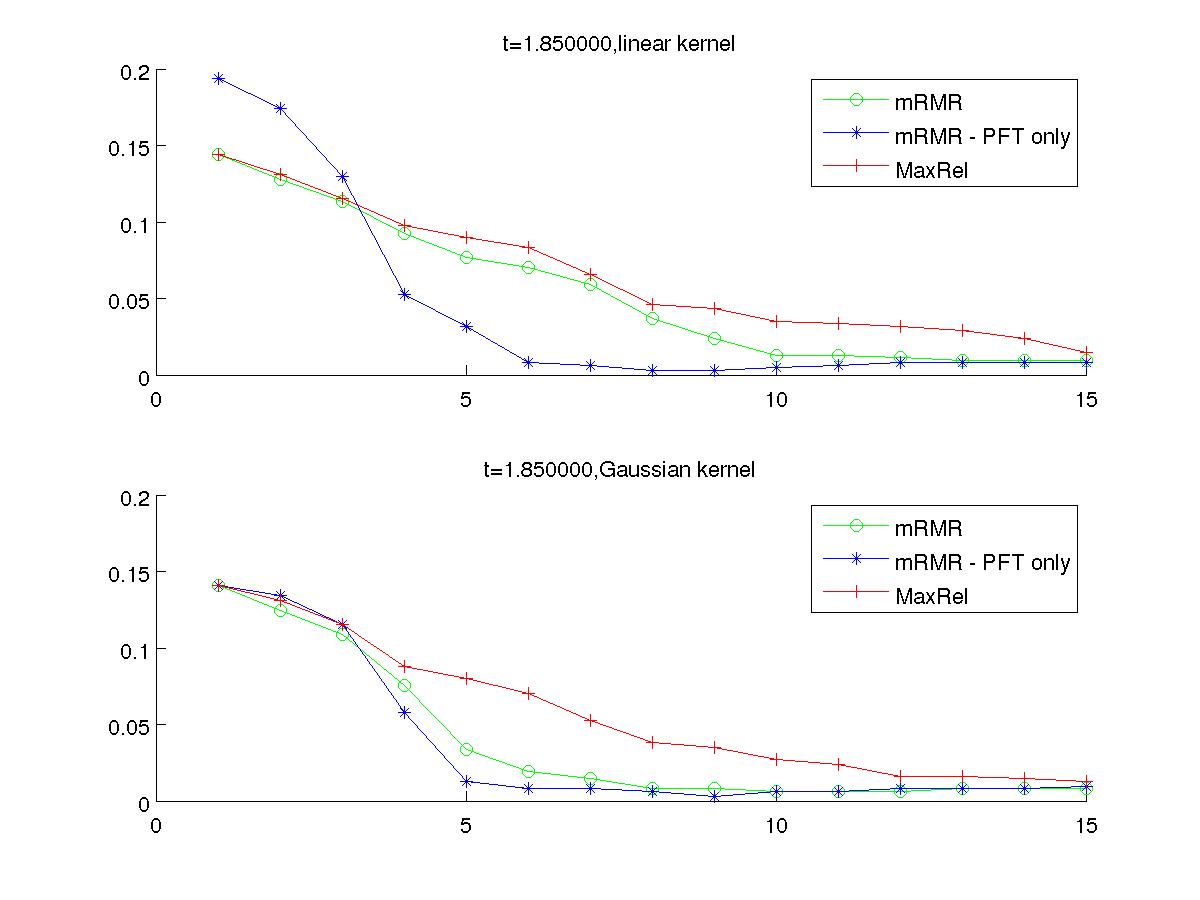 t=1.850000,linear kernel
0.2
0.15
0.1
0.05
0
0
5
10
15
mRMR
mRMR - PFT only
MaxRel
t=1.850000,Gaussian kernel
0.2
0.15
0.1
0.05
0
0
5
10
15
mRMR
mRMR - PFT only
MaxRel